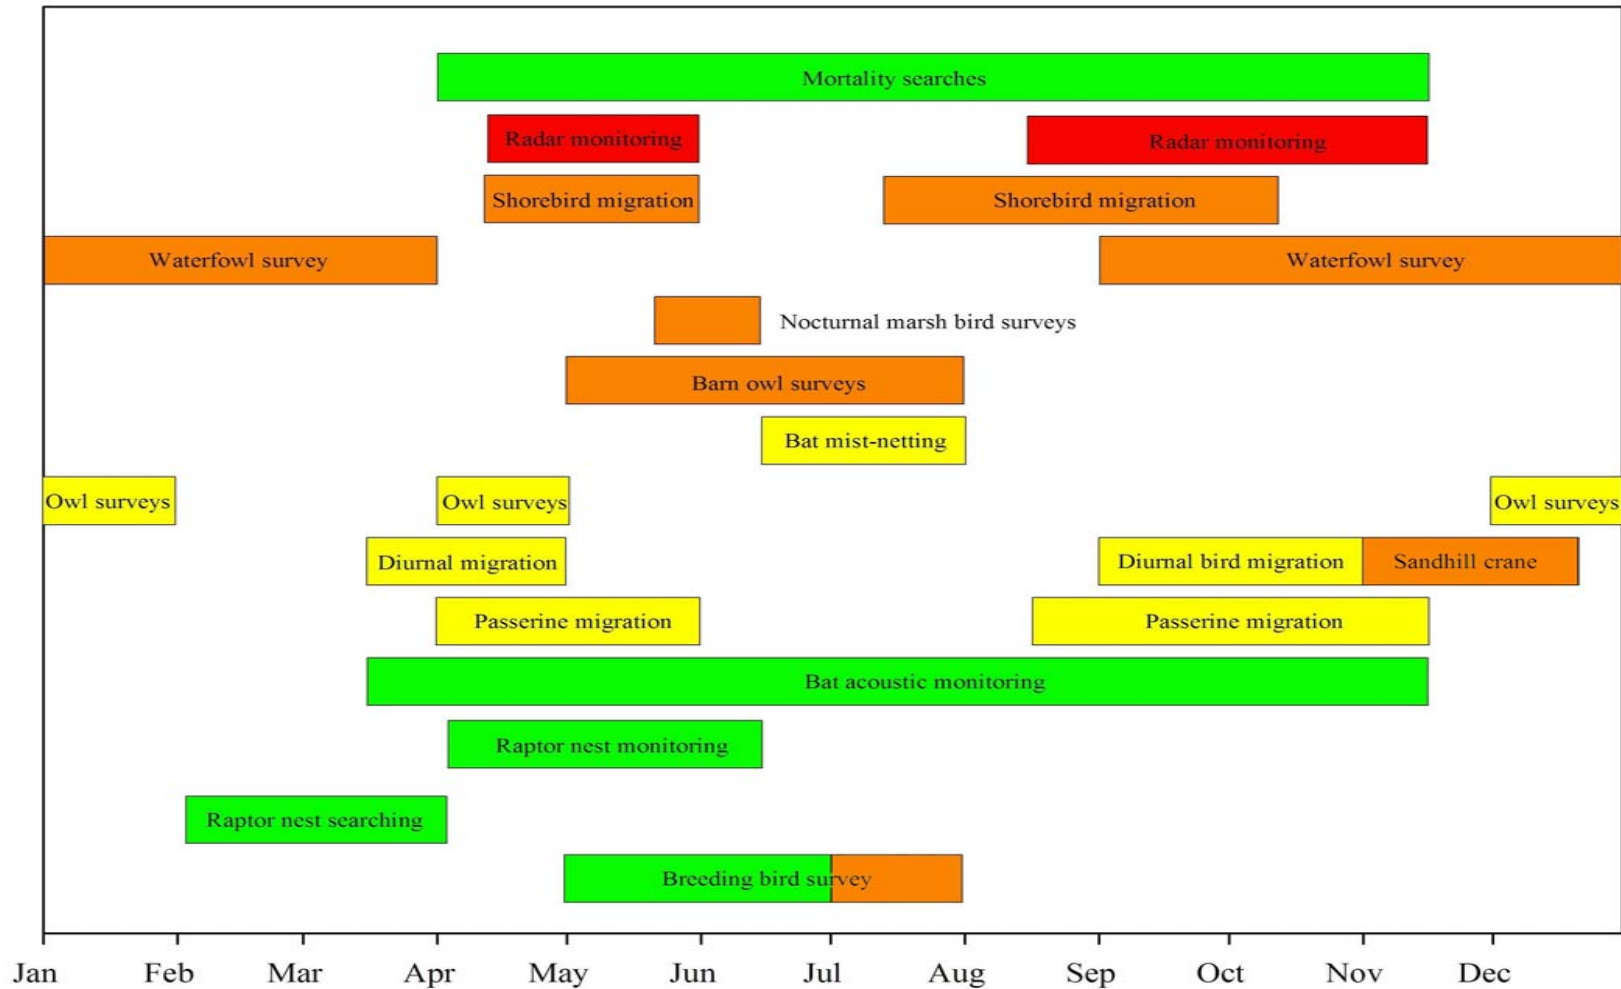 Mortality searches
Radar monitoring
Radar monitoring
Shorebird migration
Shorebird migration
Waterfowl survey
Waterfowl survey
Nocturnal marsh bird surveys
Barn owl surveys
Bat mist-netting
Owl surveys
Owl surveys
Owl surveys
Diurnal migration
Diurnal bird migration
Sandhill crane
Passerine migration
Passerine migration
Bat acoustic monitoring
Raptor nest monitoring
Raptor nest searching
Breeding bird survey
Jan Feb Mar Apr May Jun Jul Aug Sep Oct Nov Dec